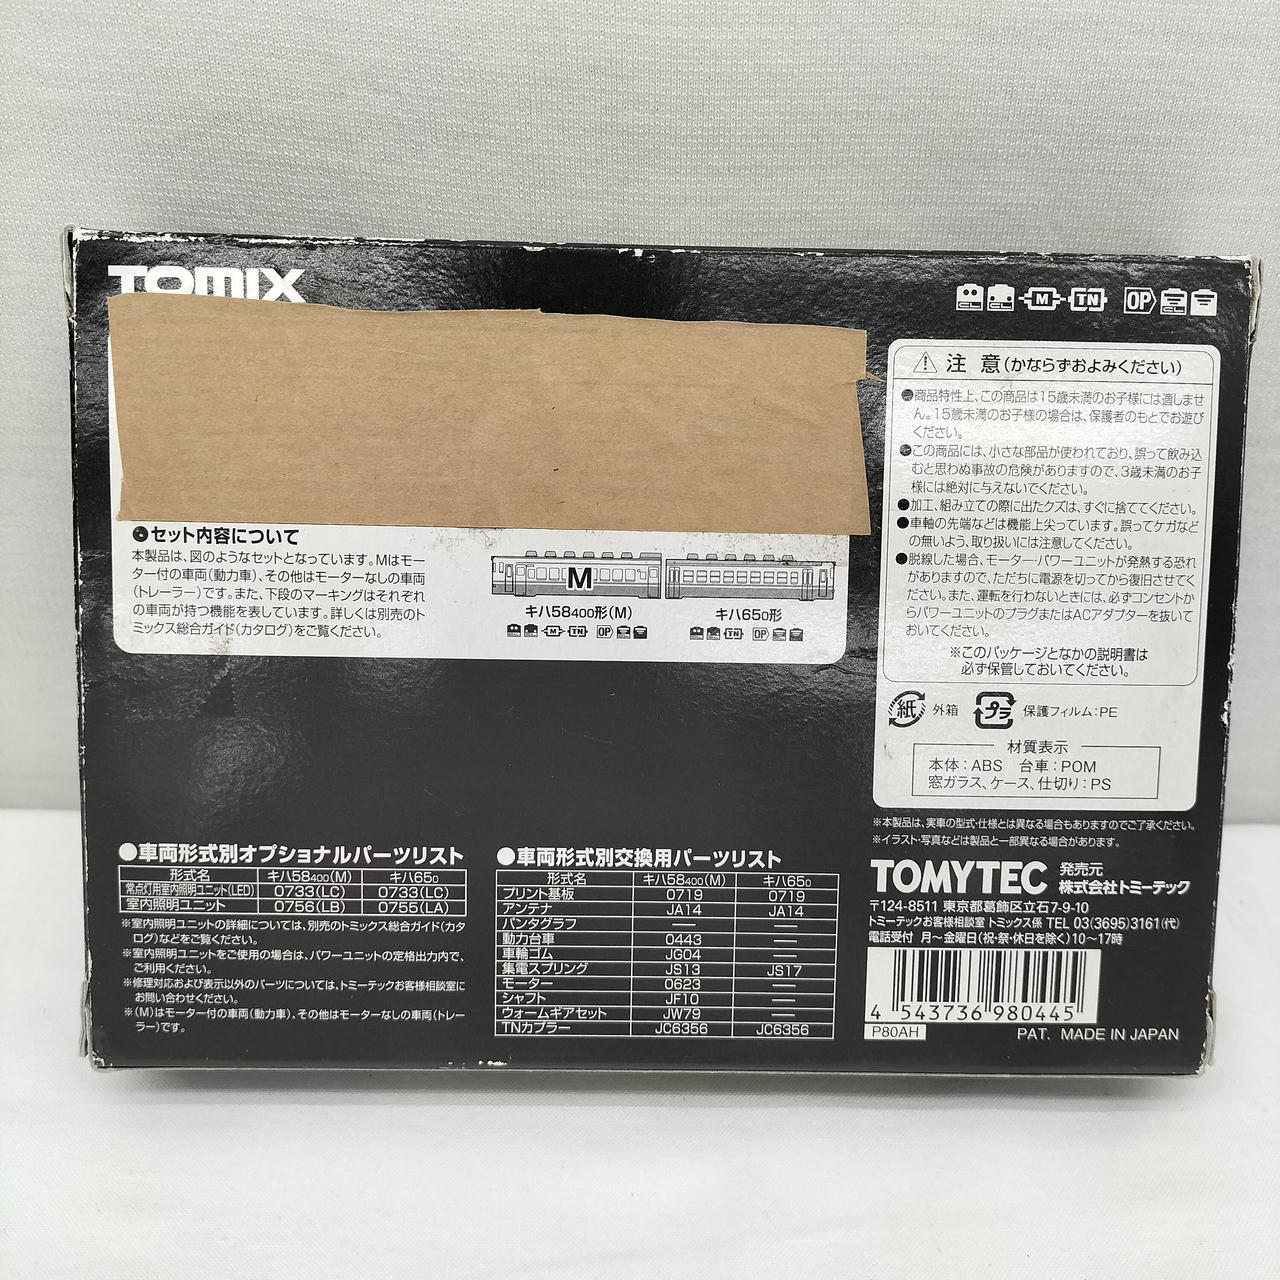 TOMIX
CL CL M TN OP CL
●セット内容について
本製品は、図のようなセットとなっています。Mはモー
ター付の車両(動力車)、その他はモーターなしの車両
(トレーラー)です。また、下段のマーキングはそれぞれ
の車両が持つ機能を表しています。詳しくは別売のト
ミックス総合ガイド(カタログ)をご覧ください。
M
キハ58400形(M)
キハ650形
M TN OP
TN OP
⚠ 注 意(かならずおよみください)
●商品特性上、この商品は15歳未満のお子様には適しませ
ん。15歳未満のお子様の場合は、保護者のもとでお遊び
ください。
●この商品には、小さな部品が使われており、誤って飲み込
むと思わぬ事故の危険がありますので、3歳未満のお子
様には絶対に与えないでください。
●加工、組み立ての際に出たクズは、すぐに捨ててください。
●車軸の先端などは機能上尖っています。誤ってケガなど
の無いよう、取り扱いには注意してください。
●脱線した場合、モーター・パワーユニットが発熱する恐れ
がありますので、ただちに電源を切ってから復旧させてく
ださい。また、運転を行わないときには、必ずコンセントか
らパワーユニットのプラグまたはACアダプターを抜いて
おいてください。
※このパッケージとなかの説明書は
必ず保管しておいてください。
紙 外箱 プラ 保護フィルム:PE
材質表示
本体:ABS 台車:POM
窓ガラス、ケース、仕切り:PS
※本製品は、実車の型式・仕様とは異なる場合もありますのでご了承ください。
※イラスト・写真などは製品と一部異なる場合があります。
●車両形式別オプショナルパーツリスト
形式名 キハ58400(M) キハ650
常点灯用室内照明ユニット(LED) 0733(LC) 0733(LC)
室内照明ユニット 0756(LB) 0755(LA)
※室内照明ユニットの詳細については、別売のトミックス総合ガイド(カタ
ログ)などをご覧ください。
※室内照明ユニットをご使用の場合は、パワーユニットの定格出力内で、
ご利用ください。
※修理対応および表示以外のパーツについては、トミーテックお客様相談室に
お問い合わせください。
※(M)はモーター付の車両(動力車)、その他はモーターなしの車両(トレー
ラー)です。
●車両形式別交換用パーツリスト
形式名 キハ58400(M) キハ650
プリント基板 0719 0719
アンテナ JA14 JA14
パンタグラフ — —
動力台車 0443 —
車輪ゴム JG04 —
集電スプリング JS13 JS17
モーター 0623 —
シャフト JF10 —
ウォームギアセット JW79 —
TNカプラー JC6356 JC6356
TOMYTEC 発売元 株式会社トミーテック
〒124-8511 東京都葛飾区立石7-9-10
トミーテックお客様相談室 トミックス係 TEL 03(3695)3161(代)
電話受付 月〜金曜日(祝・祭・休日を除く)10〜17時
4 543736 980445
P80AH
PAT. MADE IN JAPAN